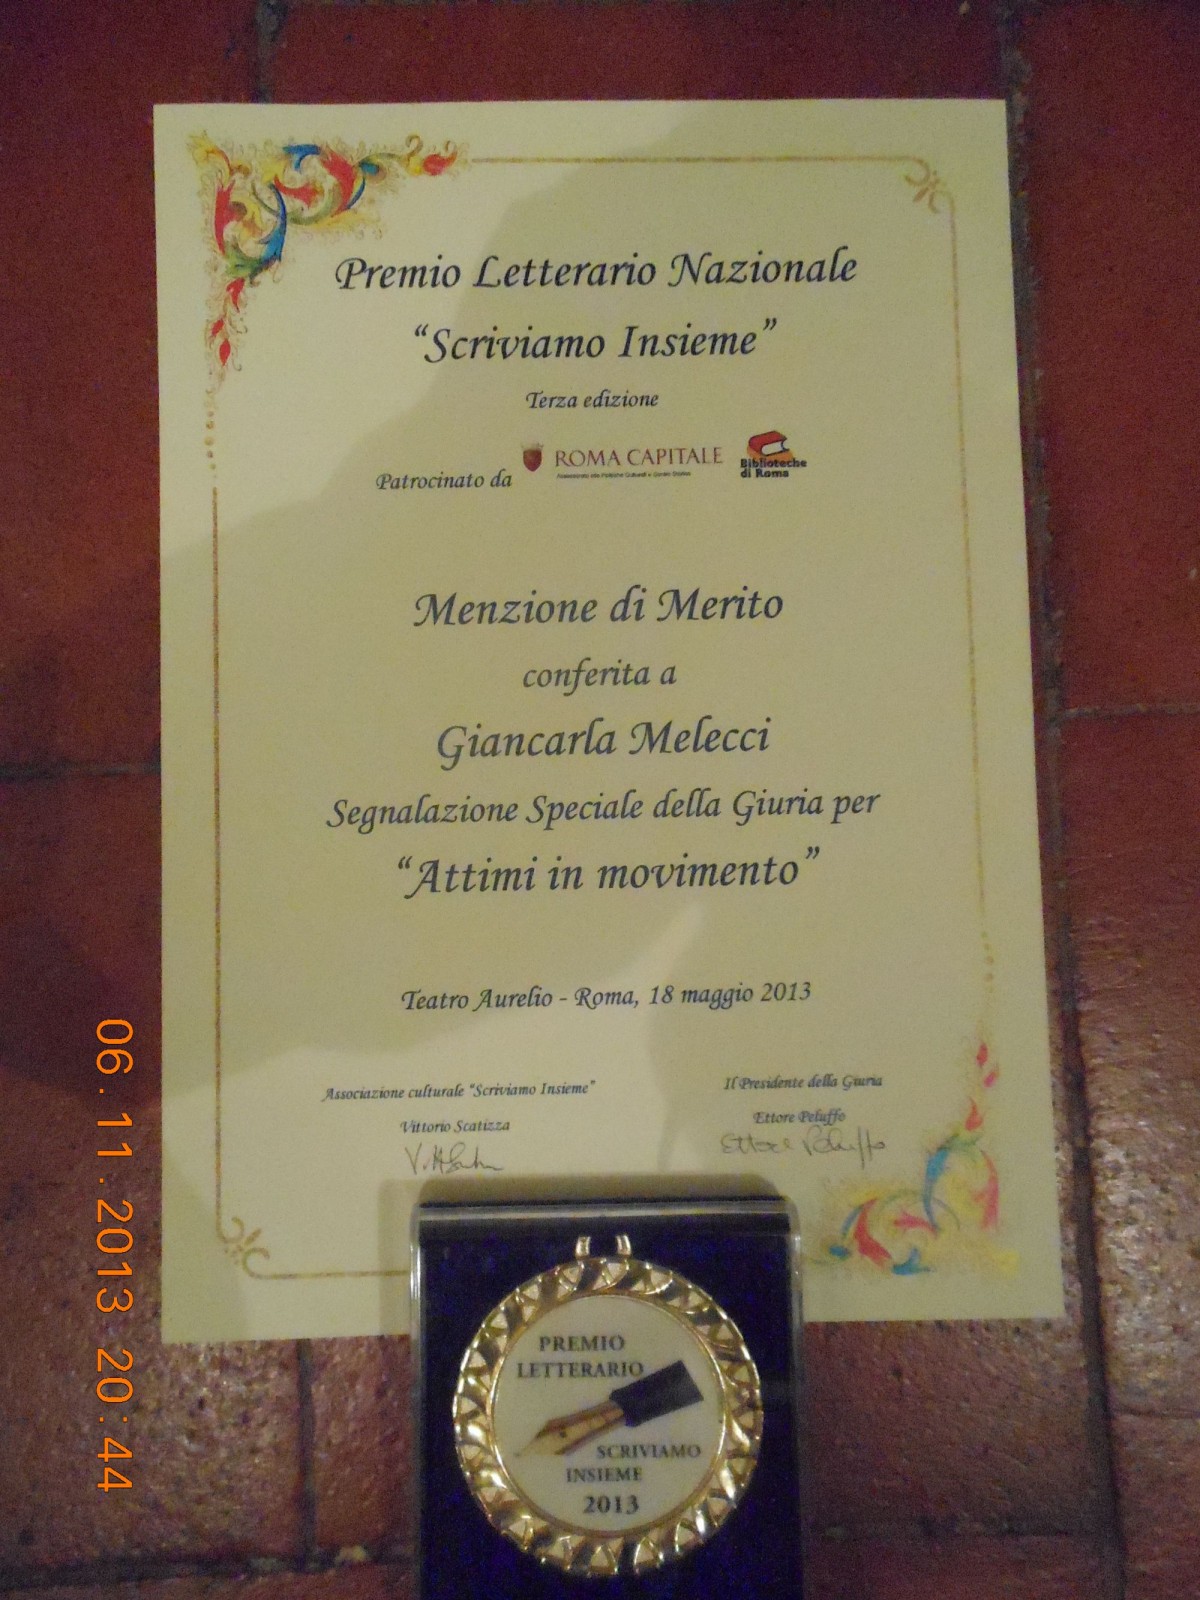 Premio Letterario Nazionale
“Scriviamo Insieme”
Terza edizione
Patrocinato da
ROMA CAPITALE
Biblioteche
di Roma
Menzione di Merito
conferita a
Giancarla Melecci
Segnalazione Speciale della Giuria per
“Attimi in movimento”
Teatro Aurelio - Roma, 18 maggio 2013
Associazione culturale “Scriviamo Insieme”
Vittorio Scatizza
Il Presidente della Giuria
Ettore Peluffo
Ettore Peluffo
PREMIO
LETTERARIO
SCRIVIAMO
INSIEME
2013
06.11.2013 20:44